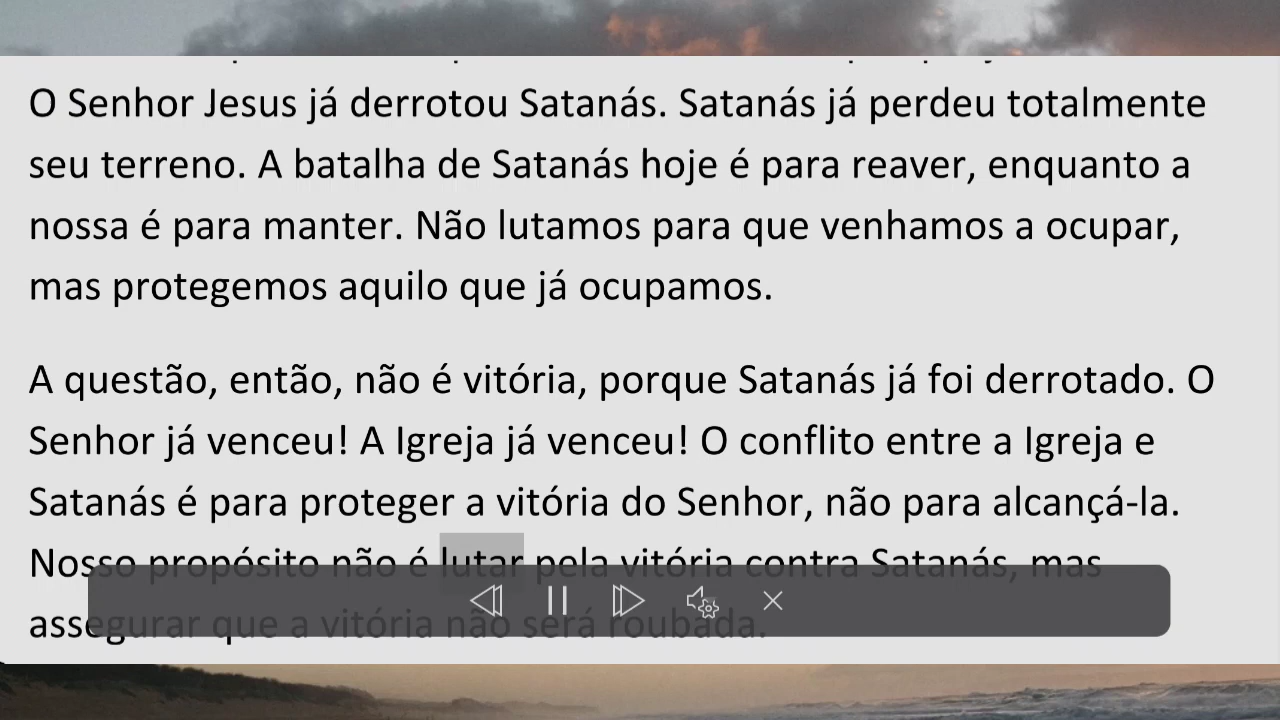 O Senhor Jesus já derrotou Satanás. Satanás já perdeu totalmente
seu terreno. A batalha de Satanás hoje é para reaver, enquanto a
nossa é para manter. Não lutamos para que venhamos a ocupar,
mas protegemos aquilo que já ocupamos.
A questão, então, não é vitória, porque Satanás já foi derrotado. O
Senhor já venceu! A Igreja já venceu! O conflito entre a Igreja e
Satanás é para proteger a vitória do Senhor, não para alcançá-la.
Nosso propósito não é lutar pela vitória contra Satanás, mas
assegurar que a vitória não será roubada.